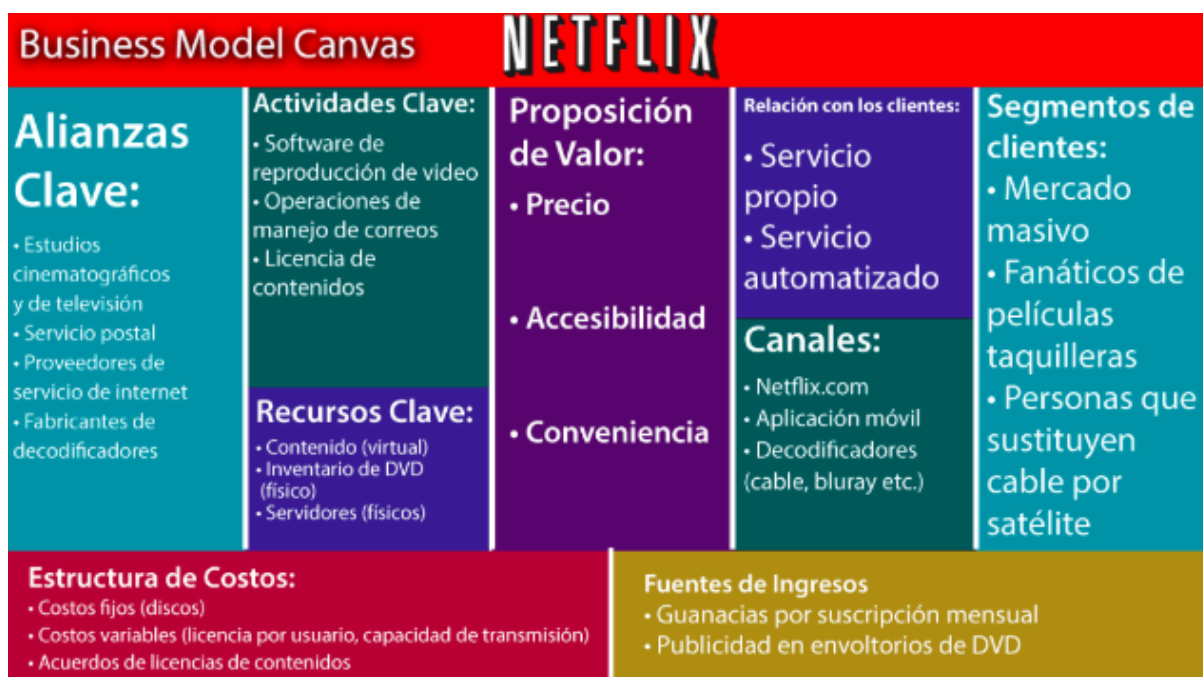 Business Model Canvas
NETFLIX
Alianzas
Clave:
• Estudios
cinematográficos
y de televisión
• Servicio postal
• Proveedores de
servicio de internet
• Fabricantes de
decodificadores
Actividades Clave:
• Software de
reproducción de video
• Operaciones de
manejo de correos
• Licencia de
contenidos
Recursos Clave:
• Contenido (virtual)
• Inventario de DVD
(físico)
• Servidores (físicos)
Proposición
de Valor:
• Precio
• Accesibilidad
• Conveniencia
Relación con los clientes:
• Servicio
propio
• Servicio
automatizado
Canales:
• Netflix.com
• Aplicación móvil
• Decodificadores
(cable, bluray etc.)
Segmentos de
clientes:
• Mercado
masivo
• Fanáticos de
películas
taquilleras
• Personas que
sustituyen
cable por
satélite
Estructura de Costos:
• Costos fijos (discos)
• Costos variables (licencia por usuario, capacidad de transmisión)
• Acuerdos de licencias de contenidos
Fuentes de Ingresos
• Guanacias por suscripción mensual
• Publicidad en envoltorios de DVD